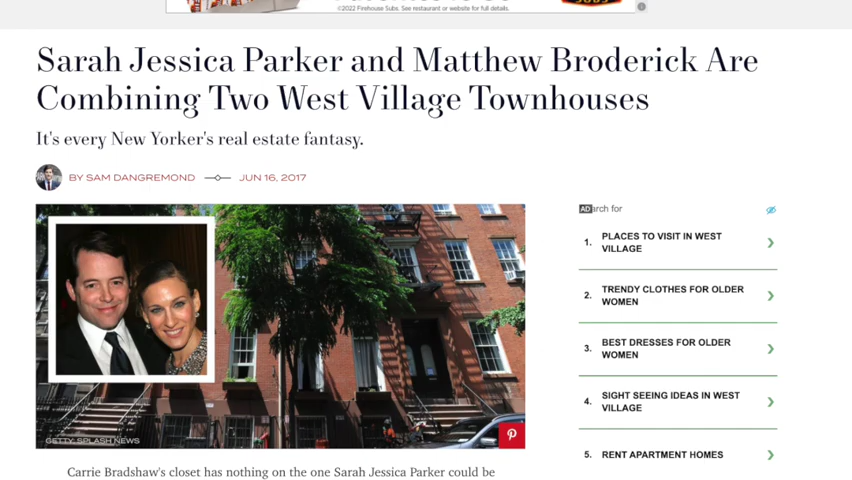 ©2022 Firehouse Subs. See restaurant or website for full details.
SUBS
Sarah Jessica Parker and Matthew Broderick Are
Combining Two West Village Townhouses
It's every New Yorker's real estate fantasy.
BY SAM DANGREMOND
JUN 16, 2017
GETTY; SPLASH NEWS
Carrie Bradshaw's closet has nothing on the one Sarah Jessica Parker could be
AD
arch for
1. PLACES TO VISIT IN WEST
VILLAGE
2. TRENDY CLOTHES FOR OLDER
WOMEN
3. BEST DRESSES FOR OLDER
WOMEN
4. SIGHT SEEING IDEAS IN WEST
VILLAGE
5. RENT APARTMENT HOMES